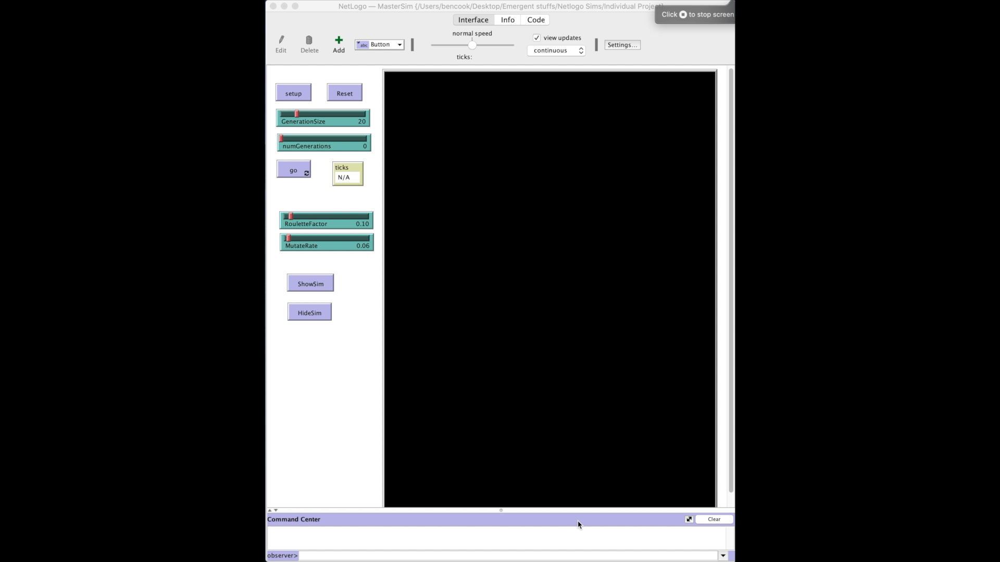 NetLogo — MasterSim {/Users/bencook/Desktop/Emergent stuffs/Netlogo Sims/Individual Project}
Click to stop screen
Interface Info Code
normal speed
view updates
Edit Delete Add abc Button continuous Settings...
ticks:
setup Reset
GenerationSize 20
numGenerations 0
go
ticks
N/A
RouletteFactor 0.10
MutateRate 0.06
ShowSim
HideSim
Command Center Clear
observer>